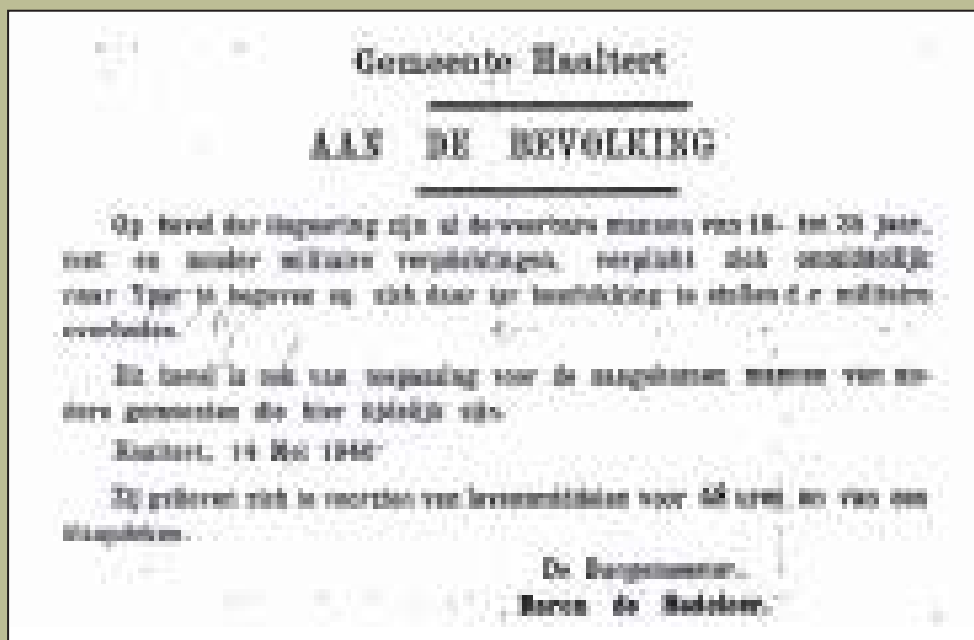 Gemeente Haaltert
AAN DE BEVOLKING
Op bevel der Regeering zijn al de weerbare mannen van 16- tot 35 jaar,
met en zonder militaire verplichtingen, verplicht zich onmiddellijk
naar Yper te begeven en zich daar ter beschikking te stellen der militaire
overheden.
Dit bevel is ook van toepassing voor de aangekomen mannen van an-
dere gemeenten die hier tijdelijk zijn.
Haaltert, 14 Mei 1940
Zij gelieven zich te voorzien van levensmiddelen voor 48 uren en van een
slaapdeken.
De Burgemeester,
Baron de